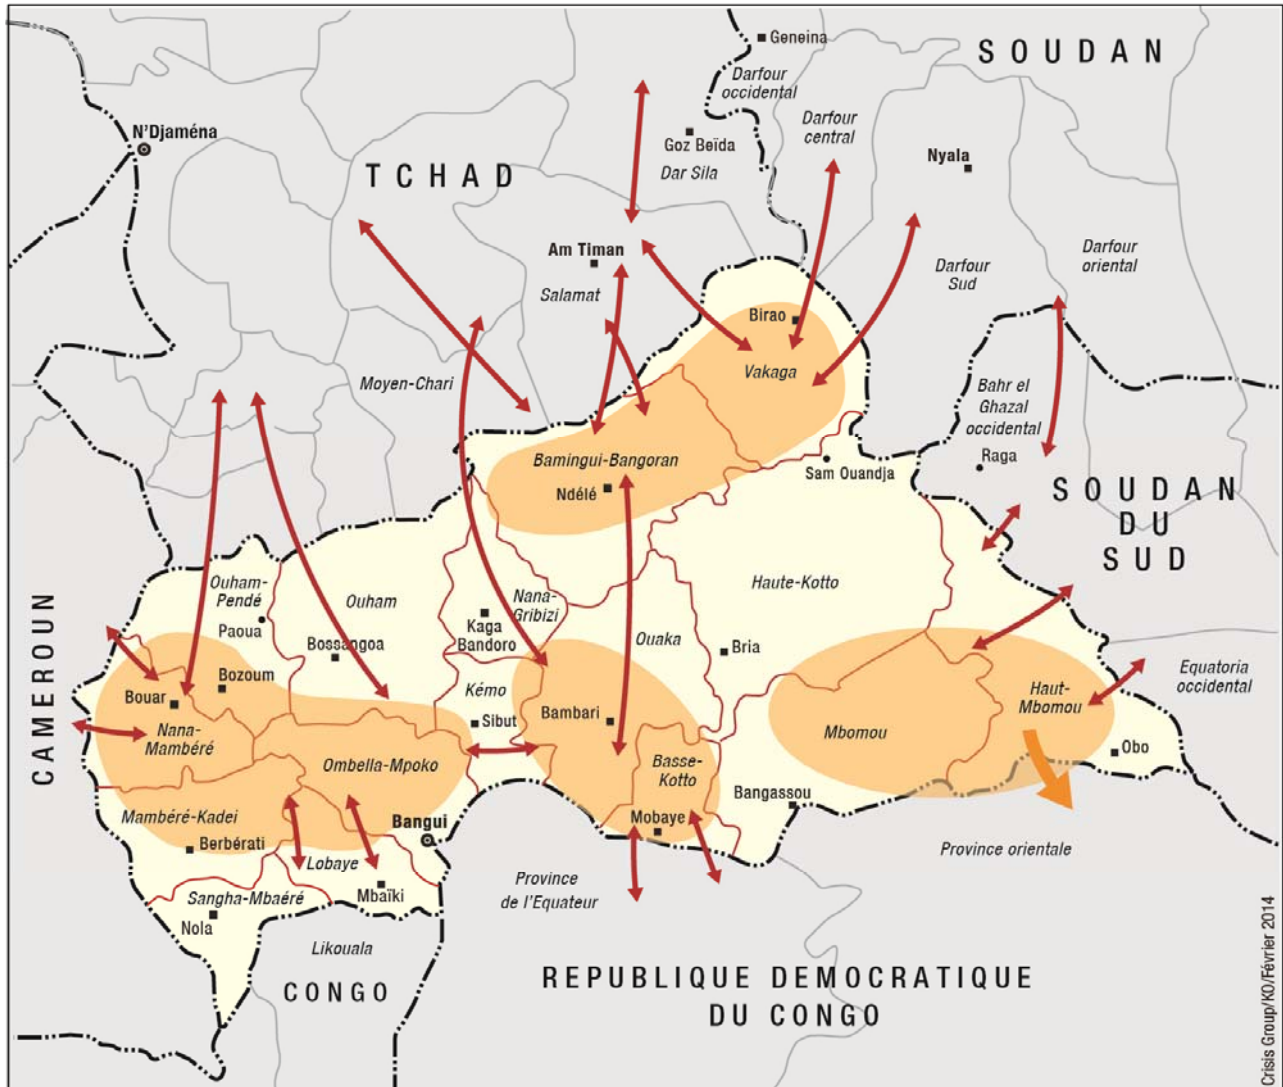 Geneina
SOUDAN
Darfour
occidental
Darfour
central
N'Djaména
Goz Beïda
Dar Sila
Nyala
TCHAD
Am Timan
Salamat
Darfour
Sud
Darfour
oriental
Birao
Vakaga
Moyen-Chari
Bahr el
Ghazal
occidental
Raga
Bamingui-Bangoran
Ndélé
Sam Ouandja
SOUDAN
DU
SUD
Ouham-
Pendé
Paoua
Ouham
Bossangoa
Nana-
Gribizi
Kaga
Bandoro
Haute-Kotto
Ouaka
Bria
CAMEROUN
Bozoum
Bouar
Nana-
Mambéré
Kémo
Sibut
Bambari
Equatoria
occidental
Haut-
Mbomou
Mbomou
Obo
Ombella-Mpoko
Basse-
Kotto
Bangassou
Mambéré-Kadei
Berbérati
Bangui
Mobaye
Lobaye
Mbaïki
Sangha-Mbaéré
Nola
Province
de l'Equateur
Province orientale
Likouala
CONGO
REPUBLIQUE DEMOCRATIQUE
DU CONGO
Crisis Group/KO/Février 2014